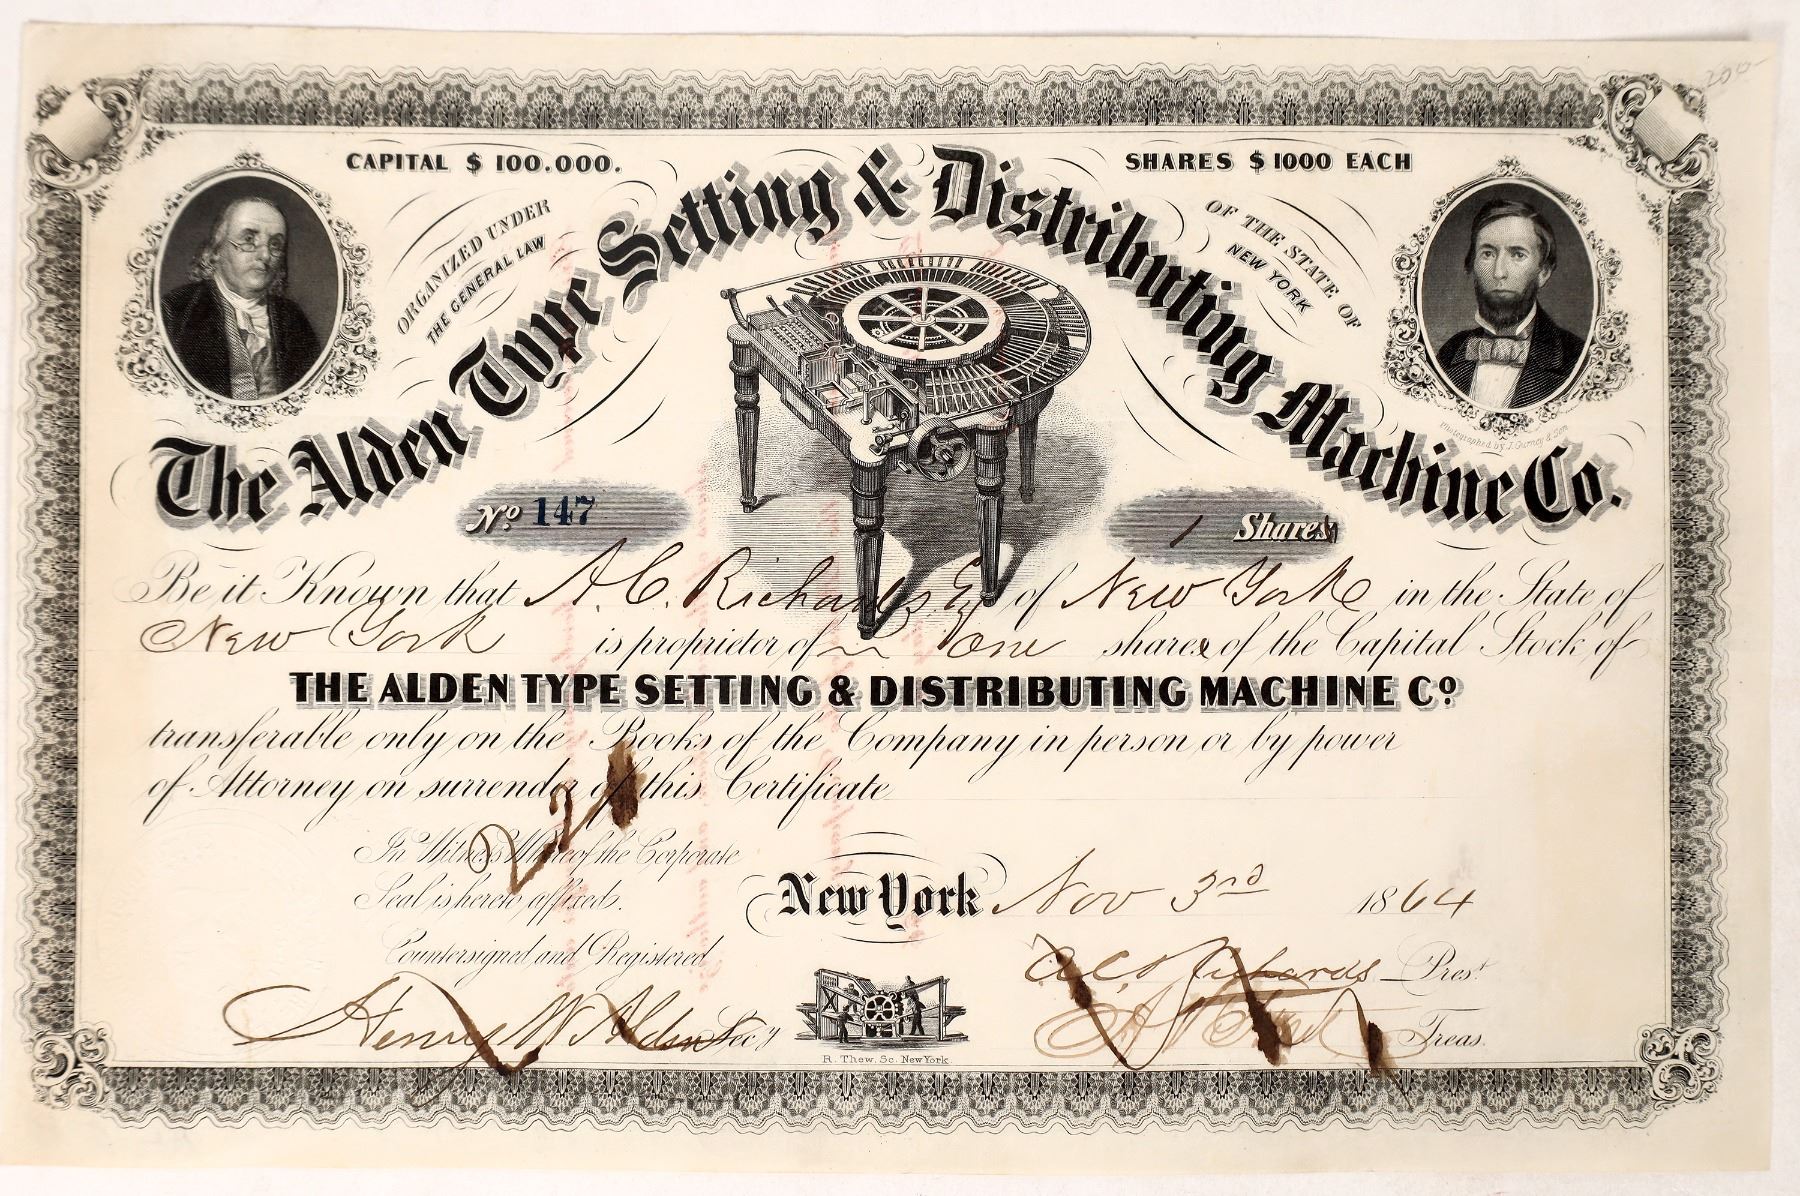 CAPITAL $ 100.000.
SHARES $ 1000 EACH
ORGANIZED UNDER
THE GENERAL LAW
OF THE STATE OF
NEW YORK
The Alden Type Setting & Distributing Machine Co.
Photographed by J. Gurney & Son
No 147
1 Shares
Be it Known that A. C. Richards Esq of New York in the State of
New York is proprietor of One shares of the Capital Stock of
THE ALDEN TYPE SETTING & DISTRIBUTING MACHINE Co.
transferable only on the Books of the Company in person or by power
of Attorney on surrender of this Certificate
In Witness Whereof the Corporate
Seal is hereto affixed.
New York Nov 3rd 1864
Countersigned and Registered
A. C. Richards Prest
Henry W Alden Sec'y
Treas.
R. Thew. Sc. New York.